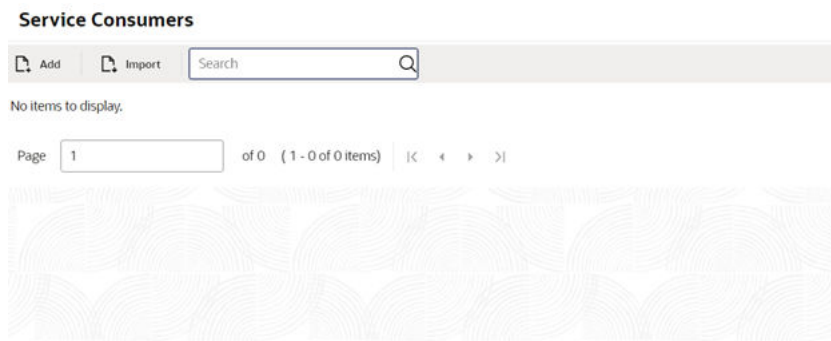 Service Consumers
Add Import Search
No items to display.
Page 1 of 0 ( 1 - 0 of 0 items)